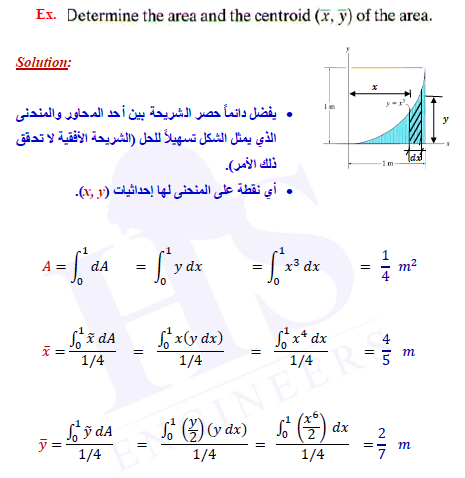 Ex. Determine the area and the centroid (x̅, y̅) of the area.
Solution:
• يفضل دائماً حصر الشريحة بين أحد المحاور والمنحنى
الذي يمثل الشكل تسهيلاً للحل (الشريحة الأفقية لا تحقق
ذلك الأمر).
• أي نقطة على المنحنى لها إحداثيات (x, y).
y
x
1 m
y = x³
y
x
dx
1 m
A = ∫₀¹ dA = ∫₀¹ y dx = ∫₀¹ x³ dx = 1/4 m²
x̅ = ∫₀¹ x̃ dA / 1/4 = ∫₀¹ x(y dx) / 1/4 = ∫₀¹ x⁴ dx / 1/4 = 4/5 m
y̅ = ∫₀¹ ỹ dA / 1/4 = ∫₀¹ (y/2) (y dx) / 1/4 = ∫₀¹ (x⁶/2) dx / 1/4 = 2/7 m
HS
ENGINEERS